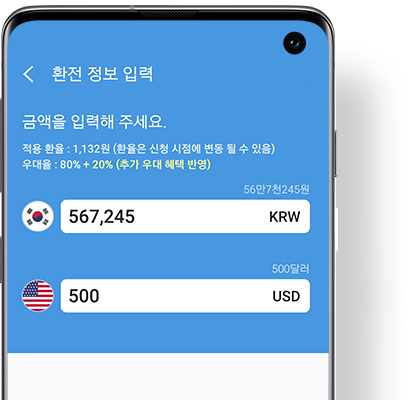 환전 정보 입력
금액을 입력해 주세요.
적용 환율 : 1,132원 (환율은 신청 시점에 변동 될 수 있음)
우대율 : 80% + 20% (추가 우대 혜택 반영)
56만7천245원
567,245 KRW
500달러
500 USD